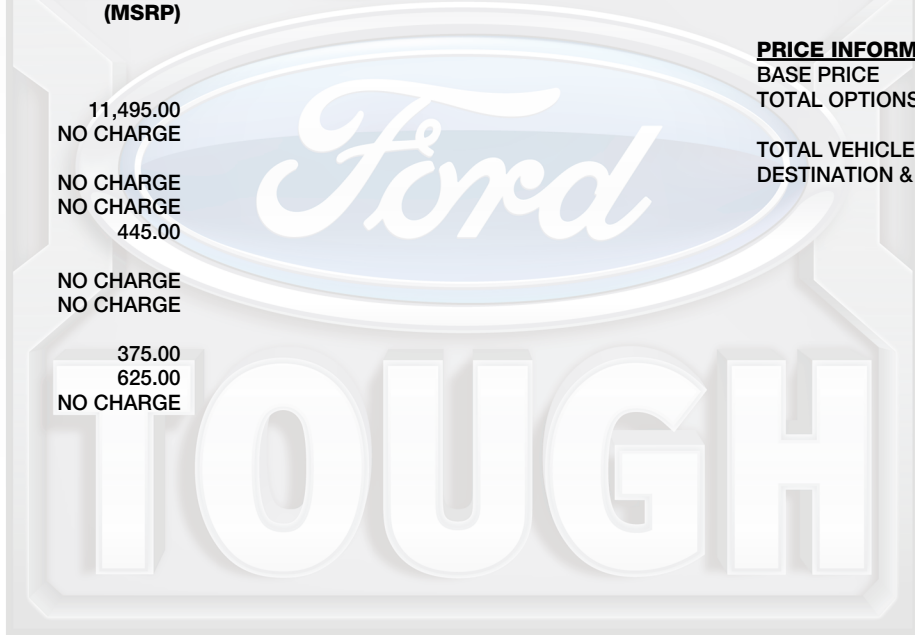 (MSRP)
11,495.00
NO CHARGE
NO CHARGE
NO CHARGE
445.00
NO CHARGE
NO CHARGE
375.00
625.00
NO CHARGE
PRICE INFORM
BASE PRICE
TOTAL OPTIONS
TOTAL VEHICLE
DESTINATION &
Ford
TOUGH